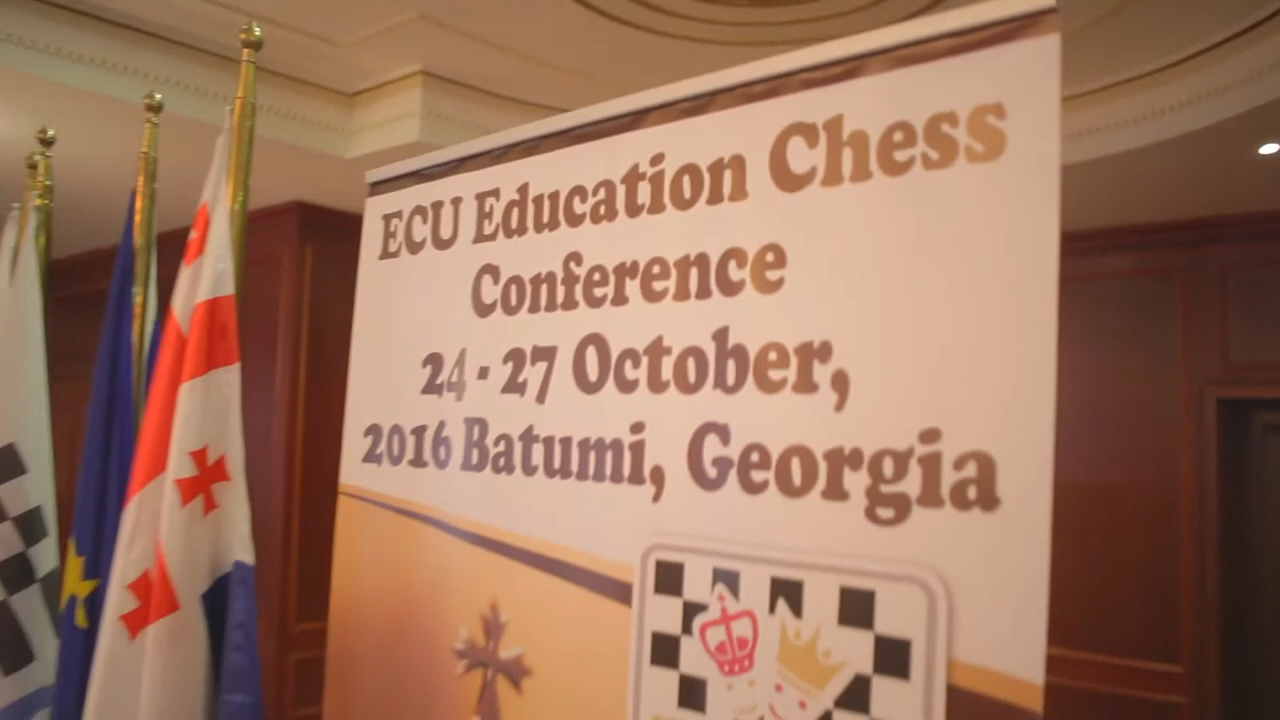 ECU Education Chess
Conference
24 - 27 October,
2016 Batumi, Georgia